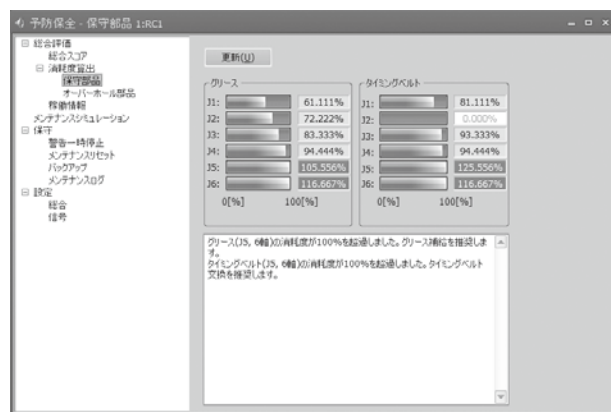 予防保全 - 保守部品 1:RC1
総合評価
総合スコア
消耗度算出
保守部品
オーバーホール部品
稼働情報
メンテナンスシミュレーション
保守
警告一時停止
メンテナンスリセット
バックアップ
メンテナンスログ
設定
総合
信号
更新(U)
グリース
J1: 61.111%
J2: 72.222%
J3: 83.333%
J4: 94.444%
J5: 105.556%
J6: 116.667%
0[%] 100[%]
タイミングベルト
J1: 81.111%
J2: 0.000%
J3: 93.333%
J4: 94.444%
J5: 125.556%
J6: 116.667%
0[%] 100[%]
グリース(J5, 6軸)の消耗度が100%を超過しました。グリース補給を推奨しま
す。
タイミングベルト(J5, 6軸)の消耗度が100%を超過しました。タイミングベルト
交換を推奨します。